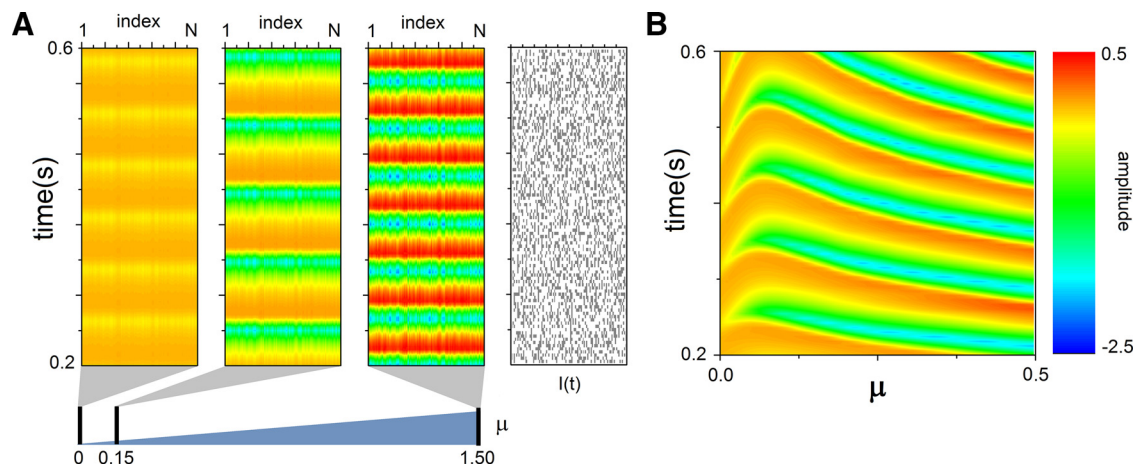 A
index
1 N
index
1 N
index
1 N
0.6
time(s)
0.2
I(t)
μ
0 0.15 1.50
B
0.6
time(s)
0.2
0.0 0.5
μ
0.5
amplitude
-2.5